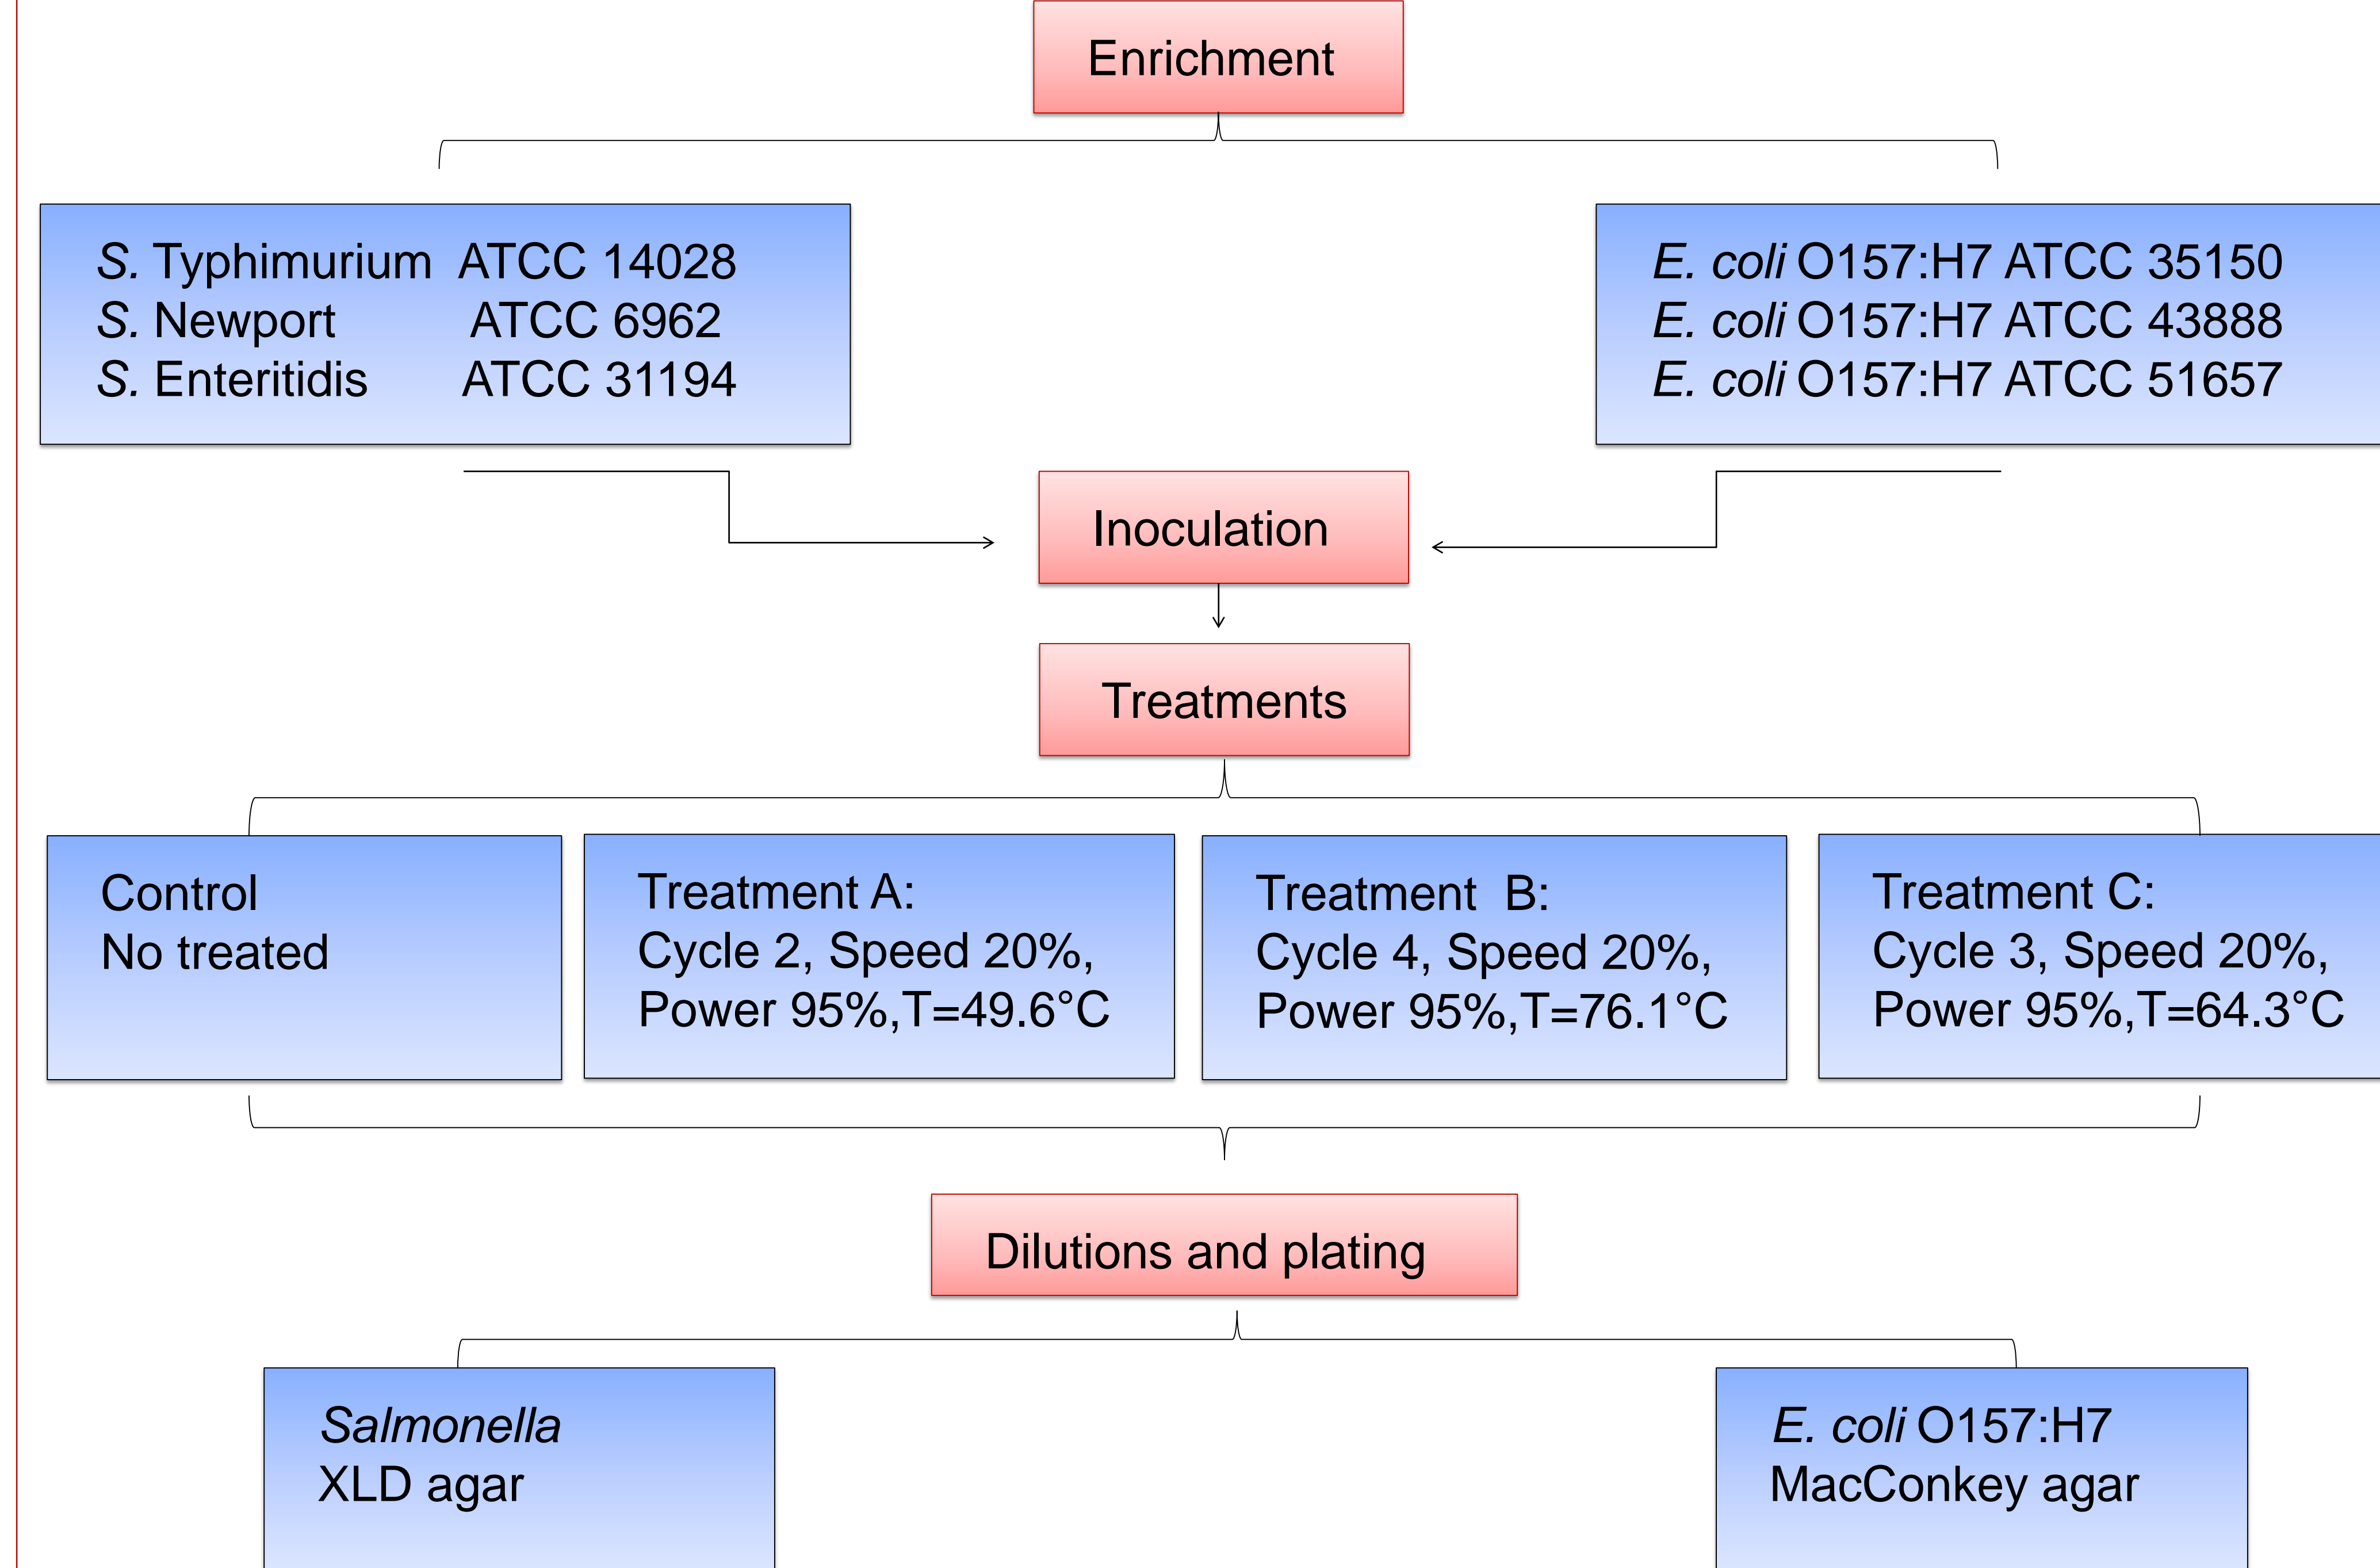 Enrichment
S. Typhimurium ATCC 14028
S. Newport ATCC 6962
S. Enteritidis ATCC 31194
E. coli O157:H7 ATCC 35150
E. coli O157:H7 ATCC 43888
E. coli O157:H7 ATCC 51657
Inoculation
Treatments
Control
No treated
Treatment A:
Cycle 2, Speed 20%,
Power 95%,T=49.6°C
Treatment B:
Cycle 4, Speed 20%,
Power 95%,T=76.1°C
Treatment C:
Cycle 3, Speed 20%,
Power 95%,T=64.3°C
Dilutions and plating
Salmonella
XLD agar
E. coli O157:H7
MacConkey agar